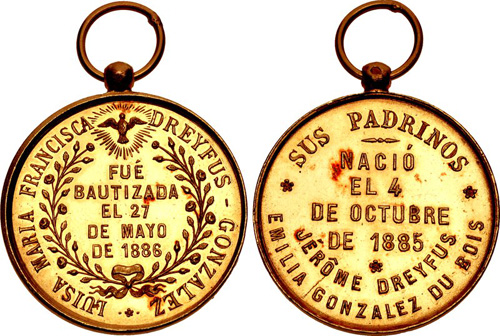 LUISA MARIA FRANCISCA DREYFUS-GONZALEZ
FUÉ
BAUTIZADA
EL 27
DE MAYO
DE 1886
SUS PADRINOS
NACIÓ
EL 4
DE OCTUBRE
DE 1885
JERÔME DREYFUS
EMILIA GONZALEZ DU BOIS